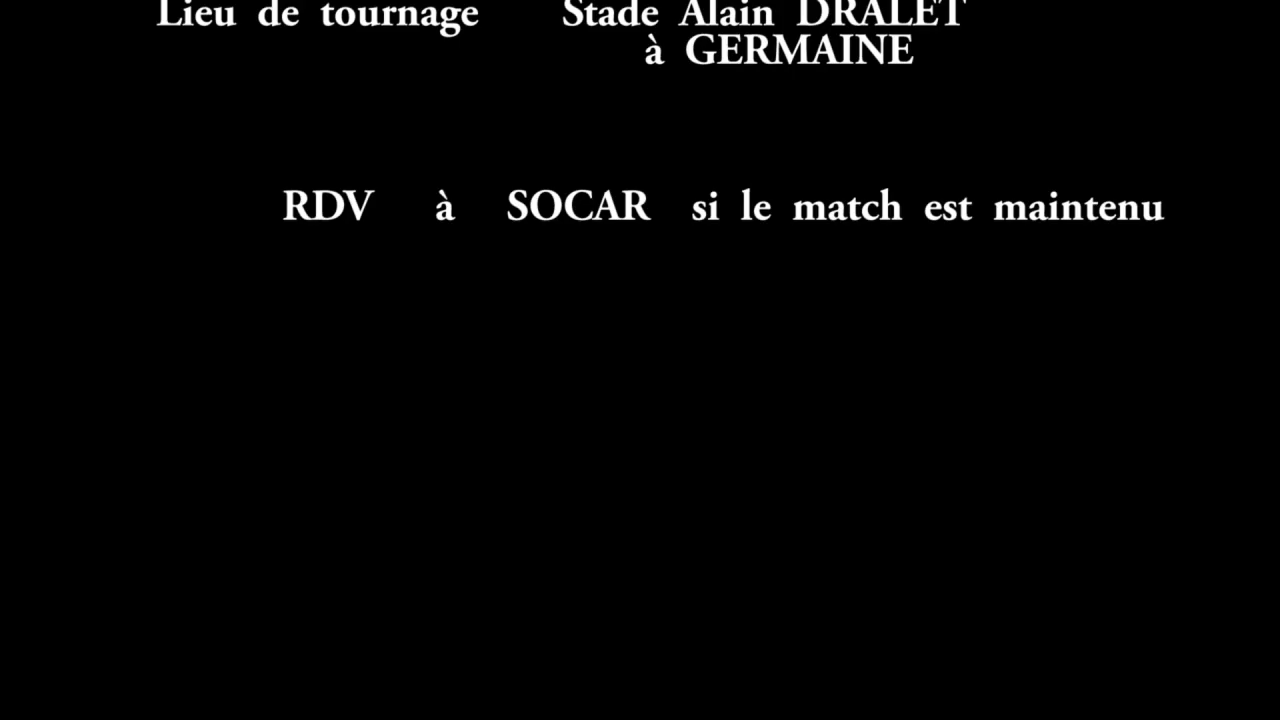 Lieu de tournage Stade Alain DRALET
à GERMAINE
RDV à SOCAR si le match est maintenu